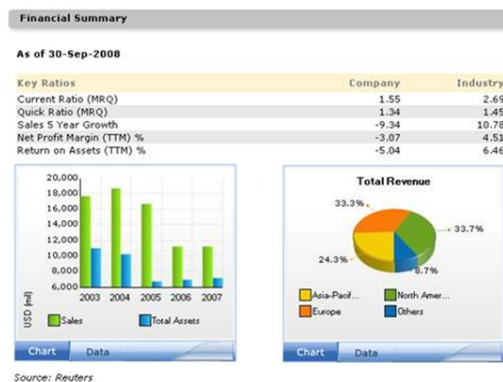 Financial Summary
As of 30-Sep-2008
Key Ratios Company Industry
Current Ratio (MRQ) 1.55 2.69
Quick Ratio (MRQ) 1.34 1.45
Sales 5 Year Growth -9.34 10.78
Net Profit Margin (TTM) % -3.07 4.51
Return on Assets (TTM) % -5.04 6.46
20,000
18,000
16,000
14,000
12,000
10,000
8,000
6,000
USD (mil)
2003 2004 2005 2006 2007
Sales Total Assets
Chart Data
Total Revenue
33.3%
33.7%
24.3%
8.7%
Asia-Pacif... North Amer...
Europe Others
Chart Data
Source: Reuters